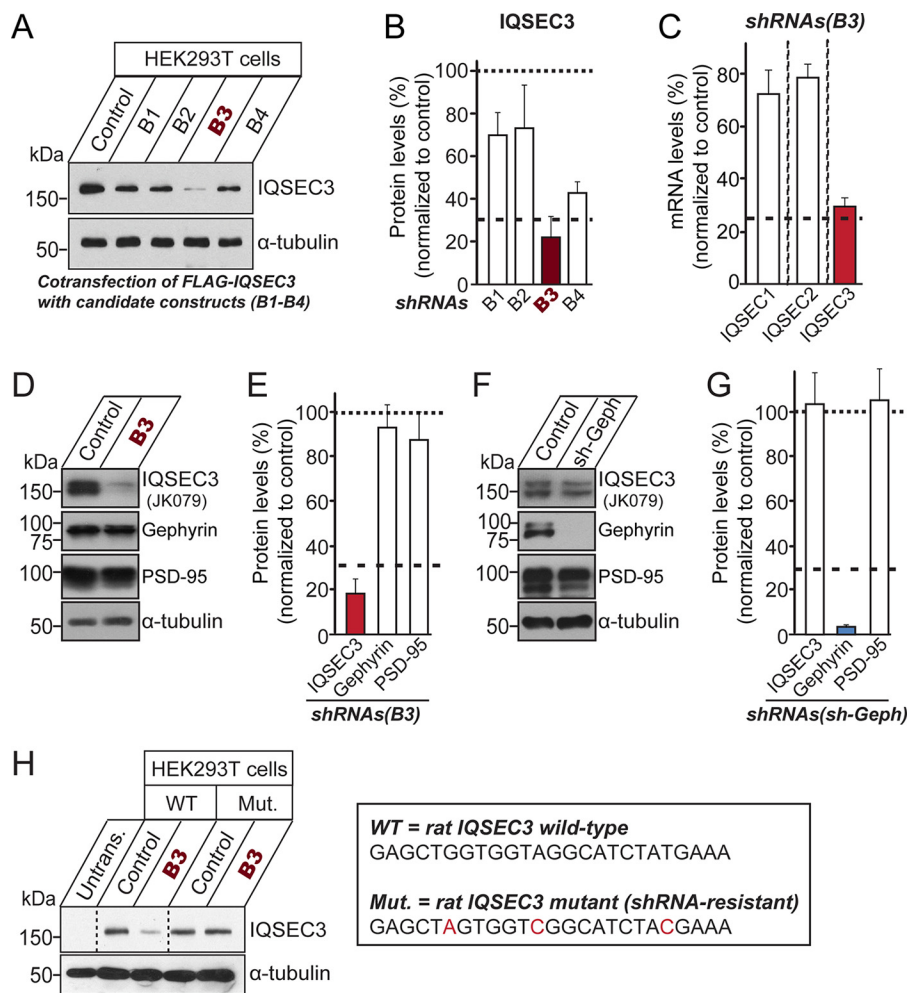 A
HEK293T cells
Control
B1
B2
B3
B4
kDa
150
IQSEC3
50
α-tubulin
Cotransfection of FLAG-IQSEC3
with candidate constructs (B1-B4)
B
IQSEC3
Protein levels (%)
(normalized to control)
100
80
60
40
20
0
shRNAs
B1
B2
B3
B4
C
shRNAs(B3)
mRNA levels (%)
(normalized to control)
80
60
40
20
0
IQSEC1
IQSEC2
IQSEC3
D
Control
B3
kDa
150
IQSEC3
(JK079)
100
75
Gephyrin
100
PSD-95
50
α-tubulin
E
Protein levels (%)
(normalized to control)
100
80
60
40
20
0
IQSEC3
Gephyrin
PSD-95
shRNAs(B3)
F
Control
sh-Geph
kDa
150
IQSEC3
(JK079)
100
75
Gephyrin
100
PSD-95
50
α-tubulin
G
Protein levels (%)
(normalized to control)
100
80
60
40
20
0
IQSEC3
Gephyrin
PSD-95
shRNAs(sh-Geph)
H
HEK293T cells
WT
Mut.
Untrans.
Control
B3
Control
B3
kDa
150
IQSEC3
50
α-tubulin
WT = rat IQSEC3 wild-type
GAGCTGGTGGTAGGCATCTATGAAA
Mut. = rat IQSEC3 mutant (shRNA-resistant)
GAGCTAGTGGTCGGCATCTACGAAA